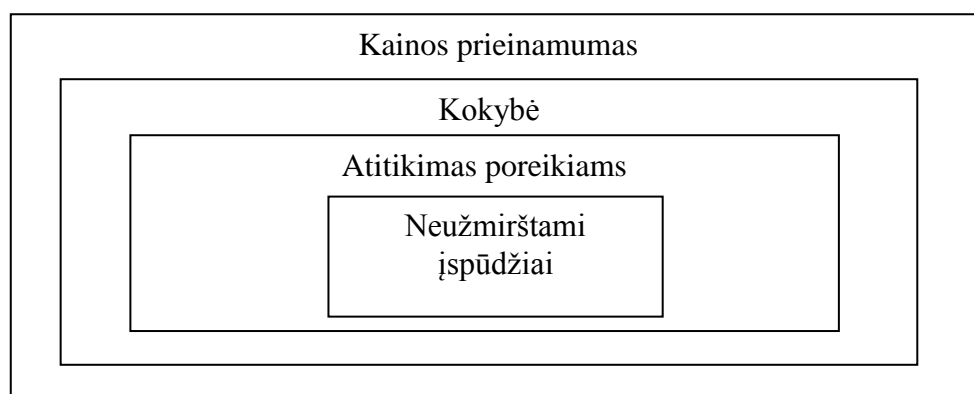 Kainos prieinamumas
Kokybė
Atitikimas poreikiams
Neužmirštami
įspūdžiai